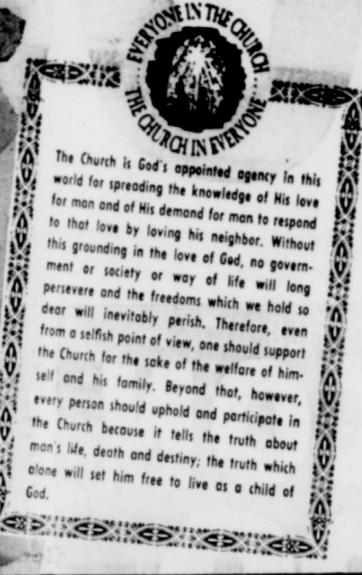 EVERYONE IN THE CHURCH
THE CHURCH IN EVERYONE
The Church is God's appointed agency in this
world for spreading the knowledge of His love
for man and of His demand for man to respond
to that love by loving his neighbor. Without
this grounding in the love of God, no govern-
ment or society or way of life will long
persevere and the freedoms which we hold so
dear will inevitably perish. Therefore, even
from a selfish point of view, one should support
the Church for the sake of the welfare of him-
self and his family. Beyond that, however,
every person should uphold and participate in
the Church because it tells the truth about
man's life, death and destiny; the truth which
alone will set him free to live as a child of
God.